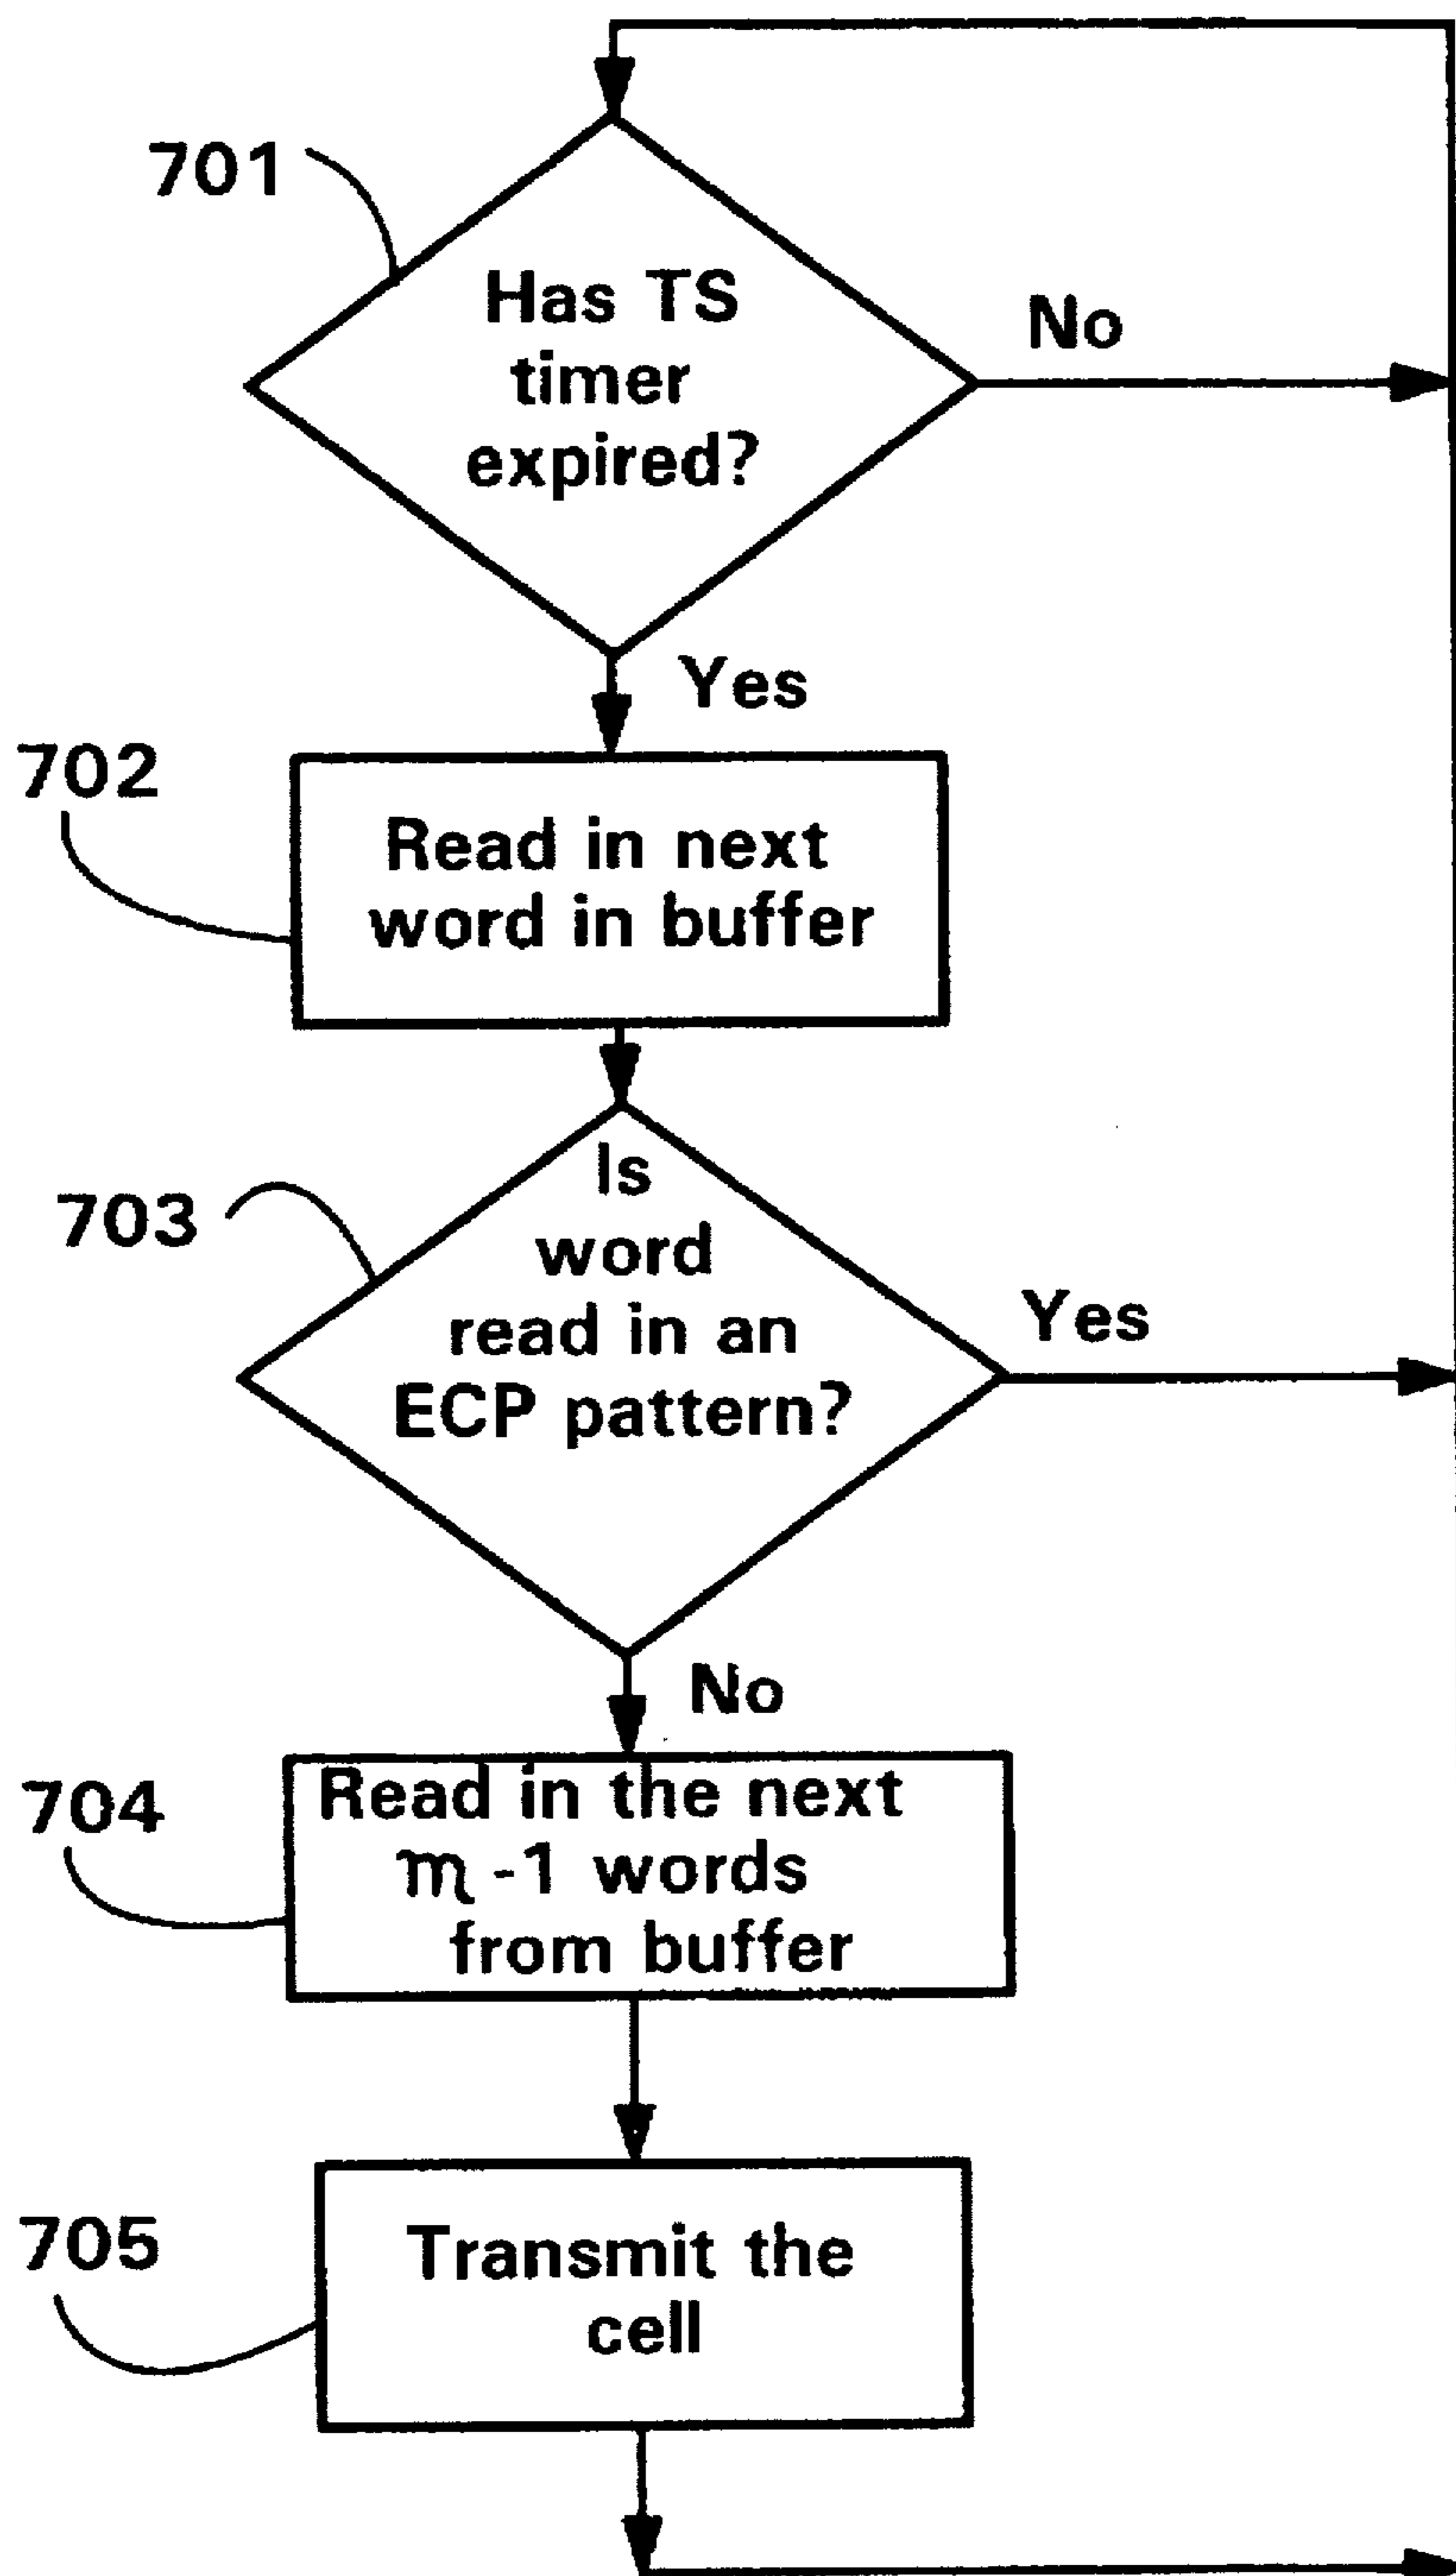 701
Has TS
timer
expired?
No
Yes
702
Read in next
word in buffer
703
Is
word
read in an
ECP pattern?
Yes
No
704
Read in the next
m -1 words
from buffer
705
Transmit the
cell